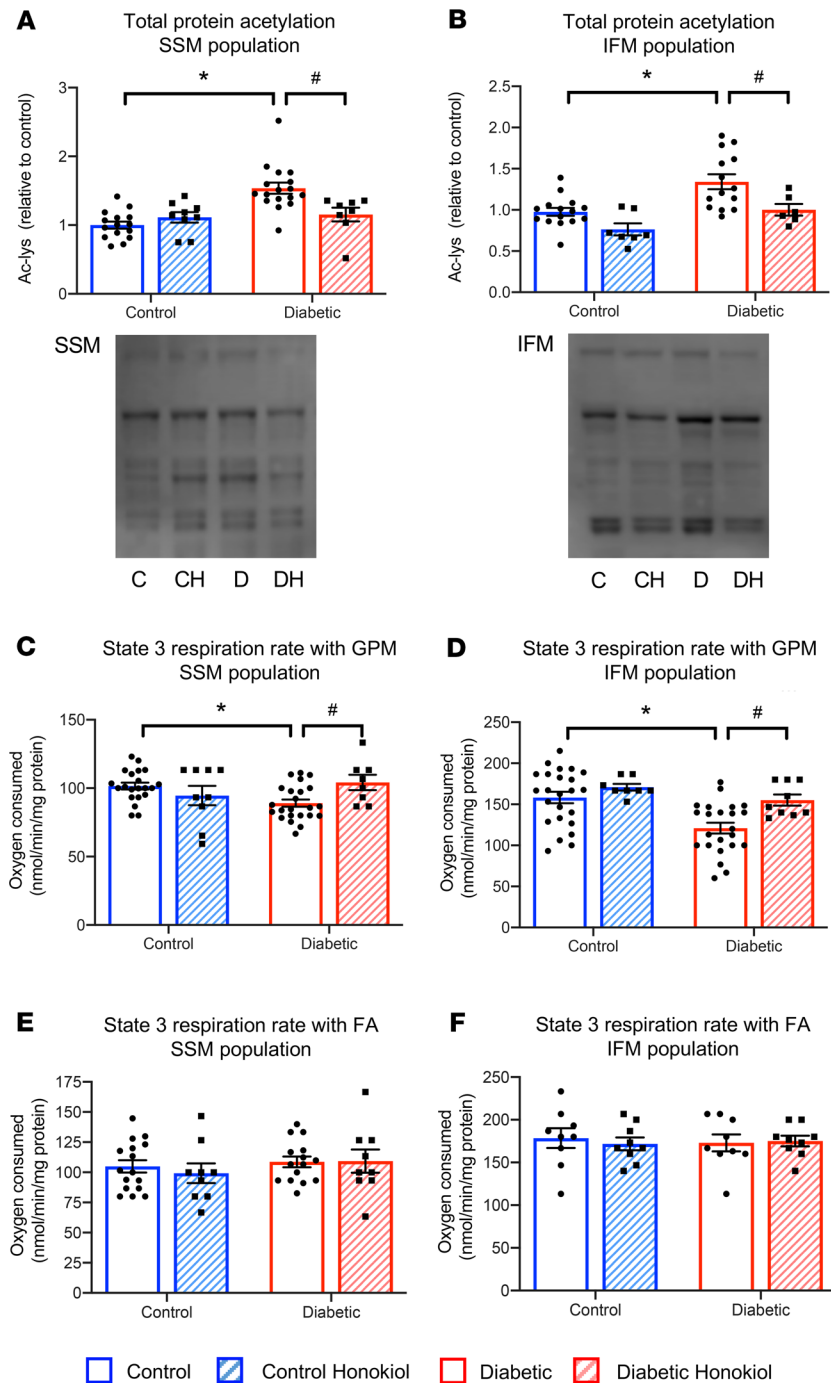 A
Total protein acetylation
SSM population
Ac-lys (relative to control)
3
2
1
0
*
#
Control
Diabetic
SSM
C CH D DH
B
Total protein acetylation
IFM population
Ac-lys (relative to control)
2.5
2.0
1.5
1.0
0.5
0.0
*
#
Control
Diabetic
IFM
C CH D DH
C
State 3 respiration rate with GPM
SSM population
Oxygen consumed
(nmol/min/mg protein)
150
100
50
0
*
#
Control
Diabetic
D
State 3 respiration rate with GPM
IFM population
Oxygen consumed
(nmol/min/mg protein)
250
200
150
100
50
0
*
#
Control
Diabetic
E
State 3 respiration rate with FA
SSM population
Oxygen consumed
(nmol/min/mg protein)
175
150
125
100
75
50
25
0
Control
Diabetic
F
State 3 respiration rate with FA
IFM population
Oxygen consumed
(nmol/min/mg protein)
250
200
150
100
50
0
Control
Diabetic
Control
Control Honokiol
Diabetic
Diabetic Honokiol